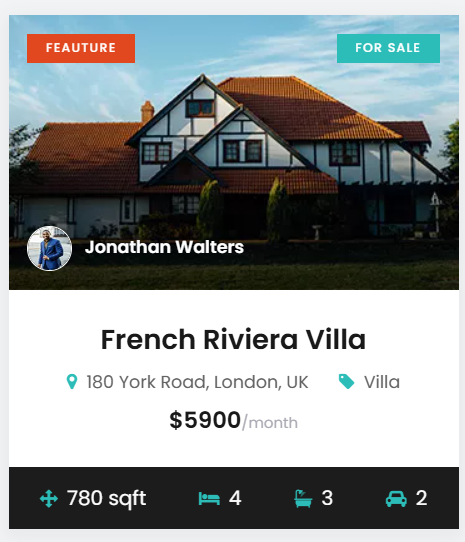 FEAUTURE
FOR SALE
Jonathan Walters
French Riviera Villa
180 York Road, London, UK Villa
$5900/month
780 sqft 4 3 2